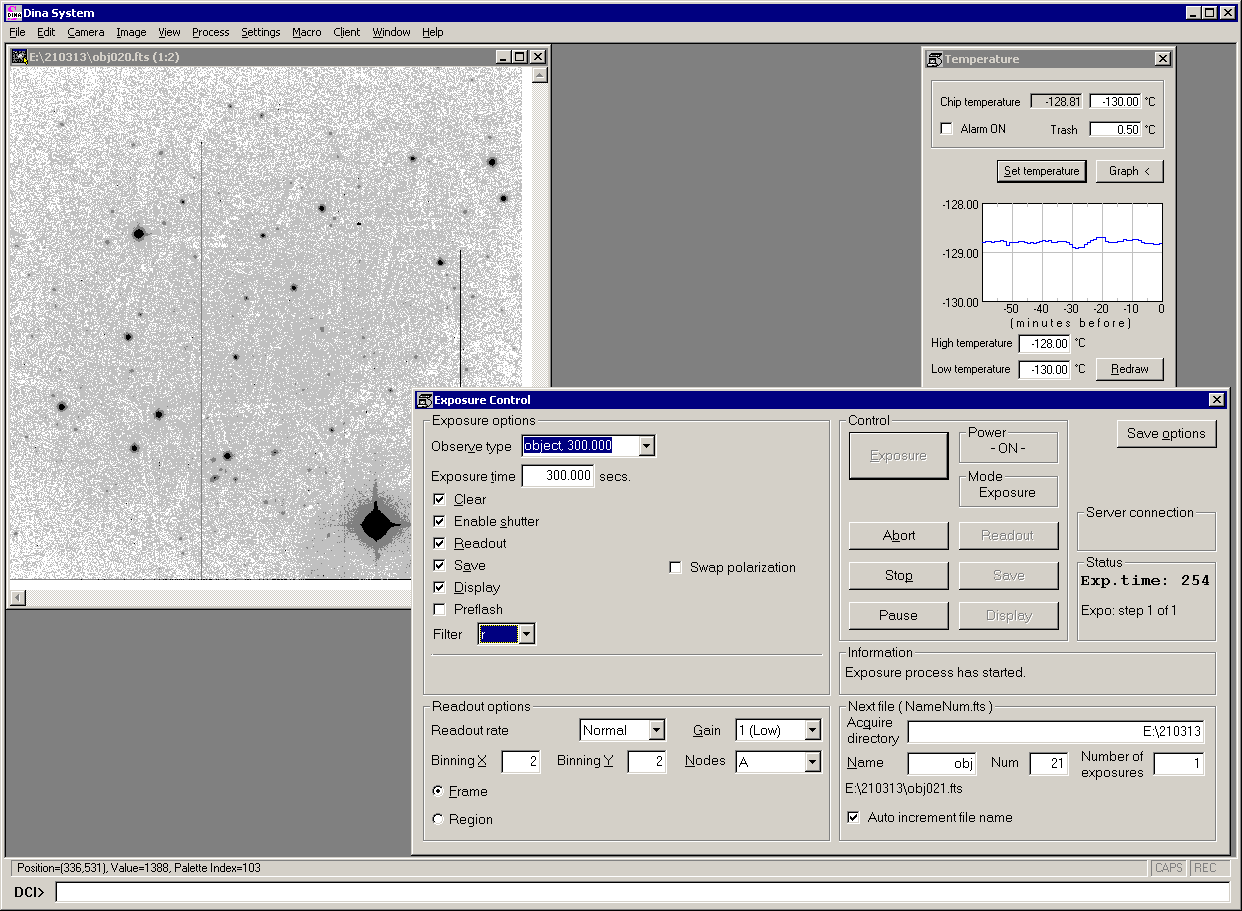 Dina System
File Edit Camera Image View Process Settings Macro Client Window Help
E:\210313\obj020.fts (1:2)
Temperature
Chip temperature -128.81 -130.00 °C
Alarm ON Trash 0.50 °C
Set temperature Graph <
-128.00
-129.00
-130.00
-50 -40 -30 -20 -10 0
(minutes before)
High temperature -128.00 °C
Low temperature -130.00 °C Redraw
Exposure Control
Exposure options
Observe type object, 300.000
Exposure time 300.000 secs.
Clear
Enable shutter
Readout
Save
Swap polarization
Display
Preflash
Filter r
Readout options
Readout rate Normal Gain 1 (Low)
Binning X 2 Binning Y 2 Nodes A
Frame
Region
Control
Exposure
Power
- ON -
Mode
Exposure
Abort Readout
Stop Save
Pause Display
Save options
Server connection
Status
Exp.time: 254
Expo: step 1 of 1
Information
Exposure process has started.
Next file ( NameNum.fts )
Acquire
directory E:\210313
Name obj Num 21 Number of
exposures 1
E:\210313\obj021.fts
Auto increment file name
Position=(336,531), Value=1388, Palette Index=103 CAPS REC
DCI>